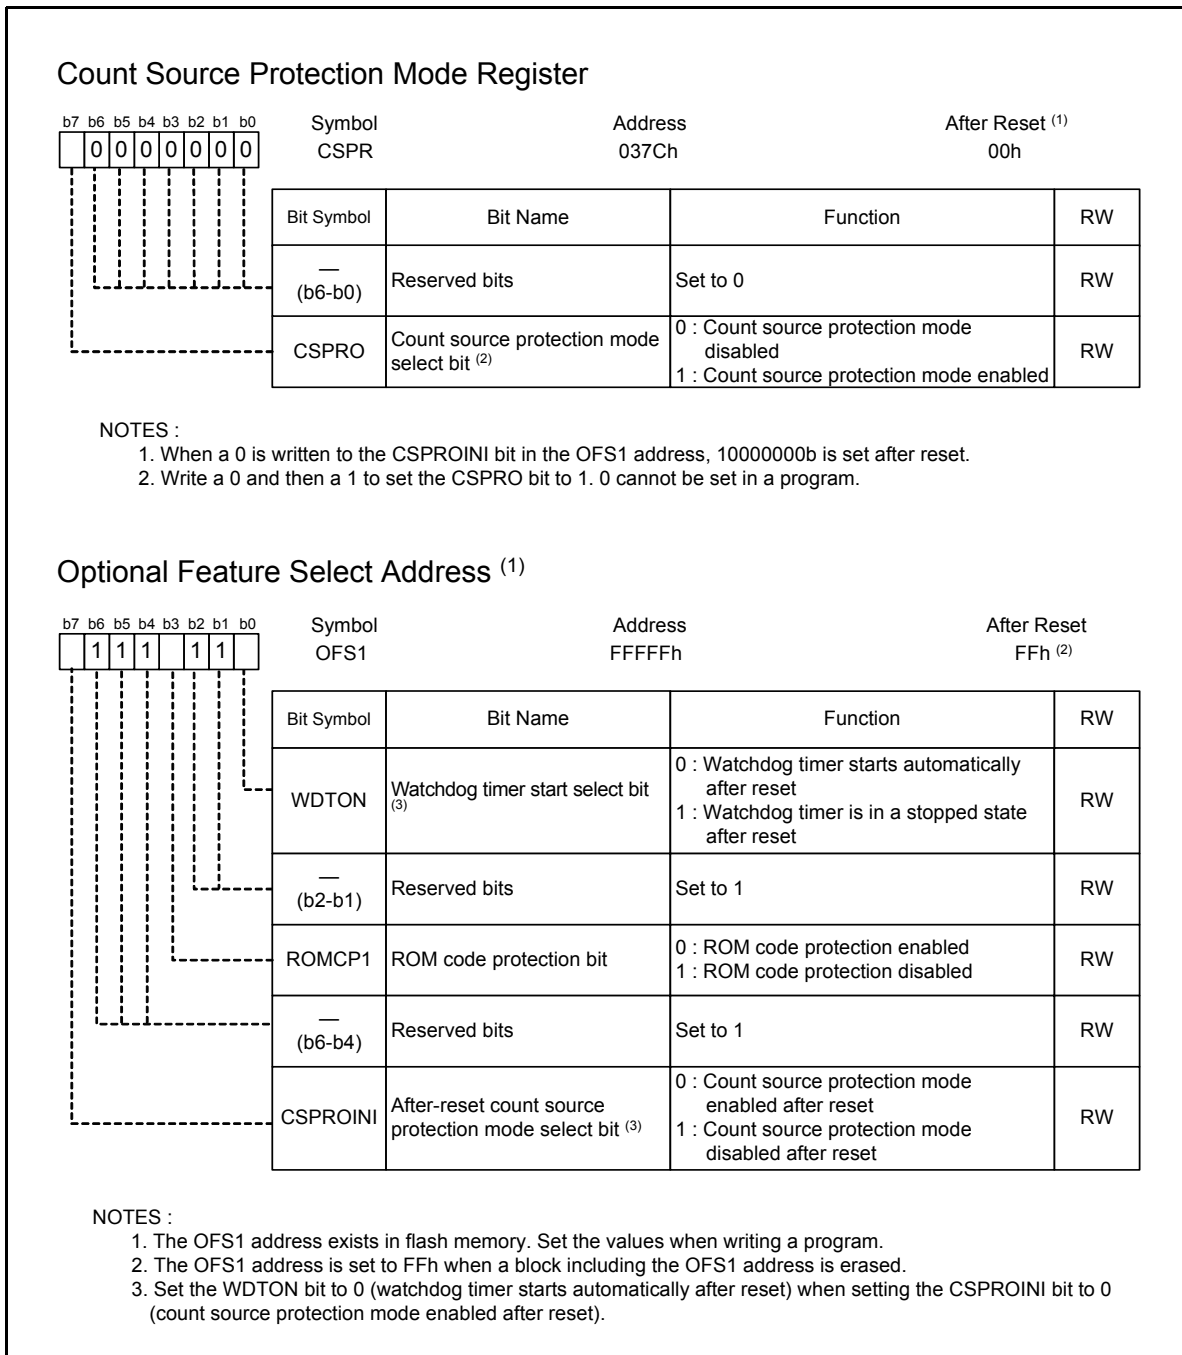 Count Source Protection Mode Register
b7 b6 b5 b4 b3 b2 b1 b0
Symbol Address After Reset (1)
0 0 0 0 0 0 0
CSPR 037Ch 00h
Bit Symbol Bit Name Function RW
— (b6-b0) Reserved bits Set to 0 RW
CSPRO
Count source protection mode
select bit (2)
0 : Count source protection mode
disabled
1 : Count source protection mode enabled
RW
NOTES :
1. When a 0 is written to the CSPROINI bit in the OFS1 address, 10000000b is set after reset.
2. Write a 0 and then a 1 to set the CSPRO bit to 1. 0 cannot be set in a program.
Optional Feature Select Address (1)
b7 b6 b5 b4 b3 b2 b1 b0
Symbol Address After Reset
1 1 1 1 1
OFS1 FFFFFh FFh (2)
Bit Symbol Bit Name Function RW
WDTON
Watchdog timer start select bit
(3)
0 : Watchdog timer starts automatically
after reset
1 : Watchdog timer is in a stopped state
after reset
RW
—
(b2-b1)
Reserved bits Set to 1 RW
ROMCP1 ROM code protection bit
0 : ROM code protection enabled
1 : ROM code protection disabled
RW
—
(b6-b4)
Reserved bits Set to 1 RW
CSPROINI
After-reset count source
protection mode select bit (3)
0 : Count source protection mode
enabled after reset
1 : Count source protection mode
disabled after reset
RW
NOTES :
1. The OFS1 address exists in flash memory. Set the values when writing a program.
2. The OFS1 address is set to FFh when a block including the OFS1 address is erased.
3. Set the WDTON bit to 0 (watchdog timer starts automatically after reset) when setting the CSPROINI bit to 0
(count source protection mode enabled after reset).